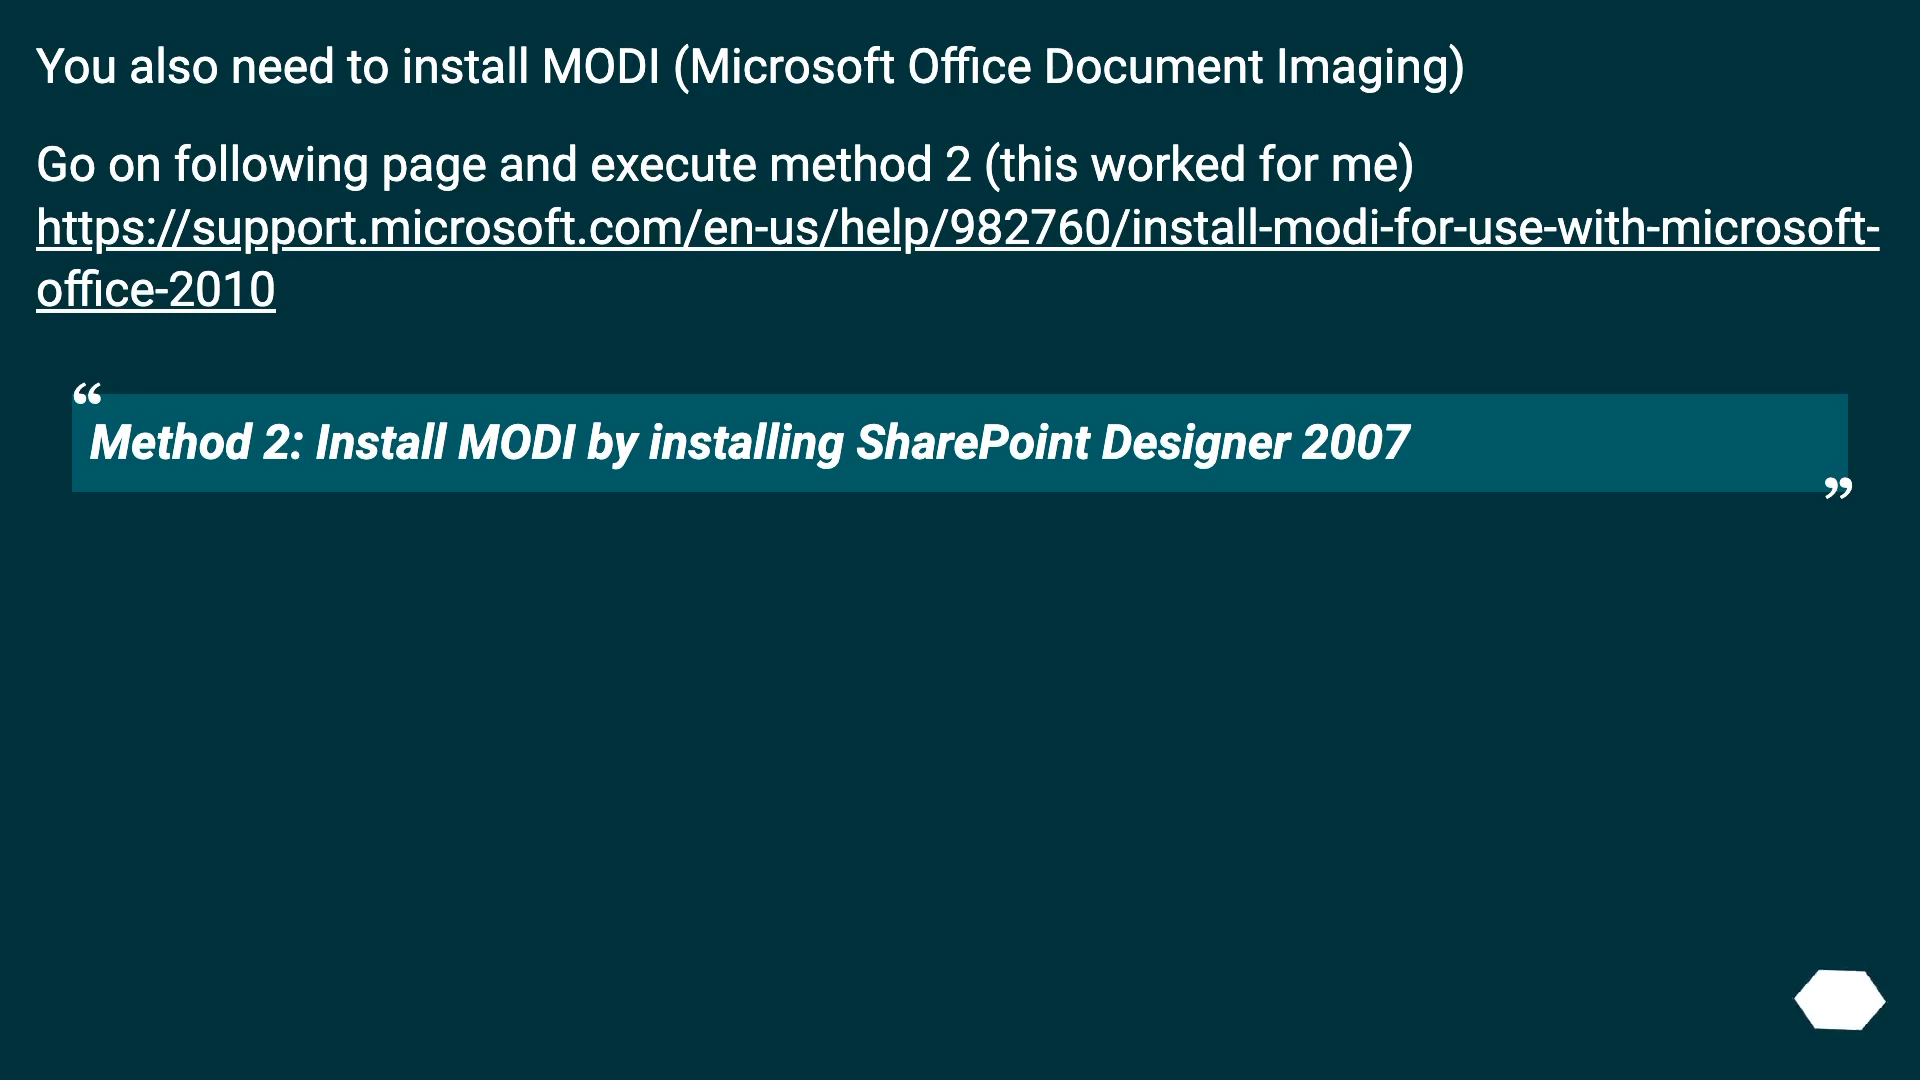 You also need to install MODI (Microsoft Office Document Imaging)
Go on following page and execute method 2 (this worked for me)
https://support.microsoft.com/en-us/help/982760/install-modi-for-use-with-microsoft-
office-2010
“
Method 2: Install MODI by installing SharePoint Designer 2007
”